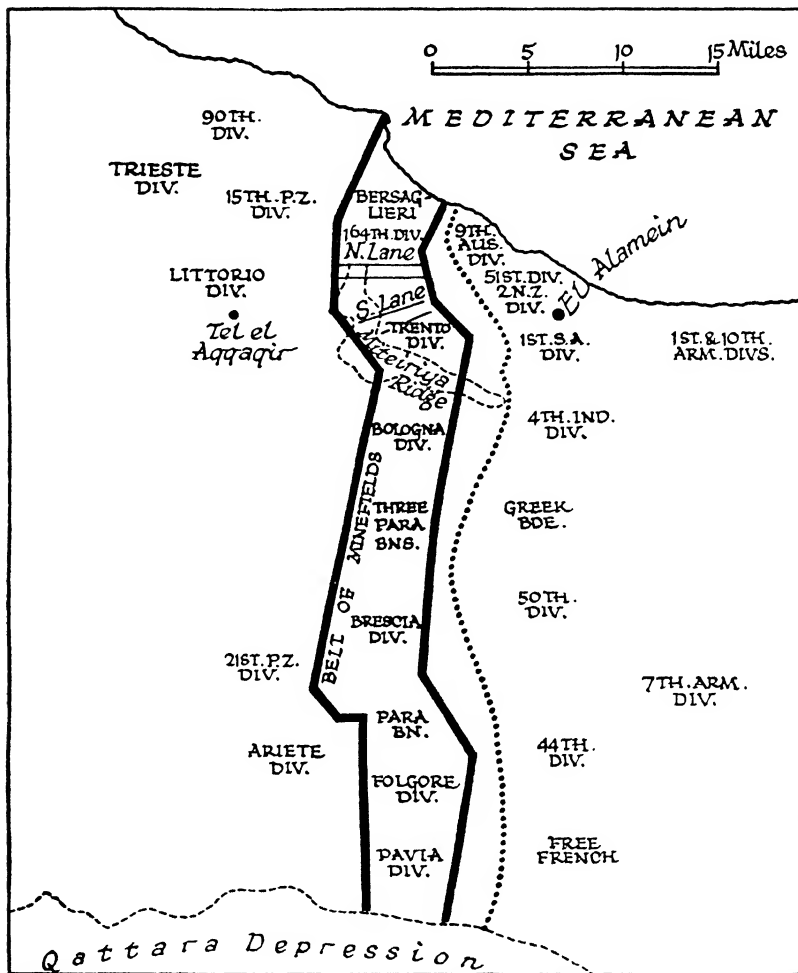 0 5 10 15 Miles
MEDITERRANEAN
SEA
90TH.
DIV.
TRIESTE
DIV.
15TH.P.Z.
DIV.
BERSAG-
LIERI
164TH.DIV.
N.Lane
9TH.
AUS.
DIV.
51ST.DIV.
2N.Z.
DIV.
El Alamein
LITTORIO
DIV.
Tel el
Aqqaqir
S.Lane
TRENTO
DIV.
1ST.S.A.
DIV.
1ST.&10TH.
ARM.DIVS.
Miteiriya
Ridge
BOLOGNA
DIV.
4TH.IND.
DIV.
BELT OF MINEFIELDS
THREE
PARA
BNS.
GREEK
BDE.
BRESCIA
DIV.
50TH.
DIV.
21ST.P.Z.
DIV.
7TH.ARM.
DIV.
PARA
BN.
ARIETE
DIV.
44TH.
DIV.
FOLGORE
DIV.
PAVIA
DIV.
FREE
FRENCH
Qattara Depression